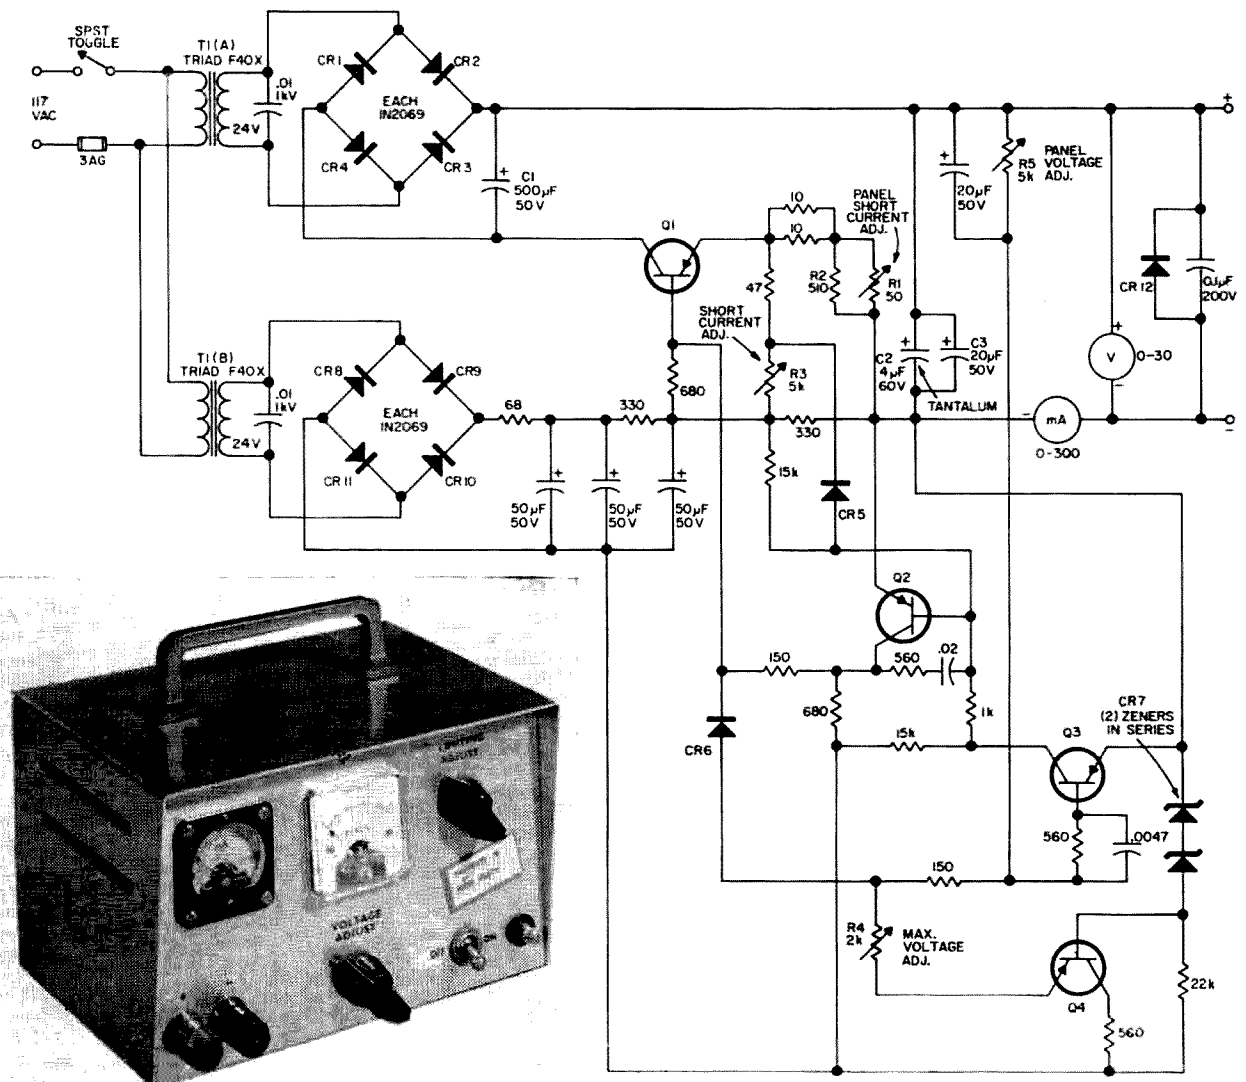 SPST
TOGGLE
T1(A)
TRIAD F40X
117
VAC
3AG
.01
1kV
24V
CR1
CR2
EACH
IN2069
CR4
CR3
+
C1
500µF
50V
Q1
10
10
PANEL
SHORT
CURRENT
ADJ.
47
R2
510
R1
50
SHORT
CURRENT
ADJ.
680
R3
5k
+
C2
4µF
60V
+
C3
20µF
50V
TANTALUM
+
20µF
50V
R5
5k
PANEL
VOLTAGE
ADJ.
+
CR12
0.1µF
200V
+
V
0-30
-
T1(B)
TRIAD F40X
.01
1kV
24V
CR8
CR9
EACH
IN2069
CR11
CR10
68
330
330
-
mA
0-300
-
+
50µF
50V
+
50µF
50V
+
50µF
50V
15k
CR5
Q2
150
560
.02
680
1k
CR6
15k
Q3
CR7
(2) ZENERS
IN SERIES
560
.0047
150
R4
2k
MAX.
VOLTAGE
ADJ.
Q4
22k
560
ADJUST
VOLTAGE
ADJUST
OFF
ON